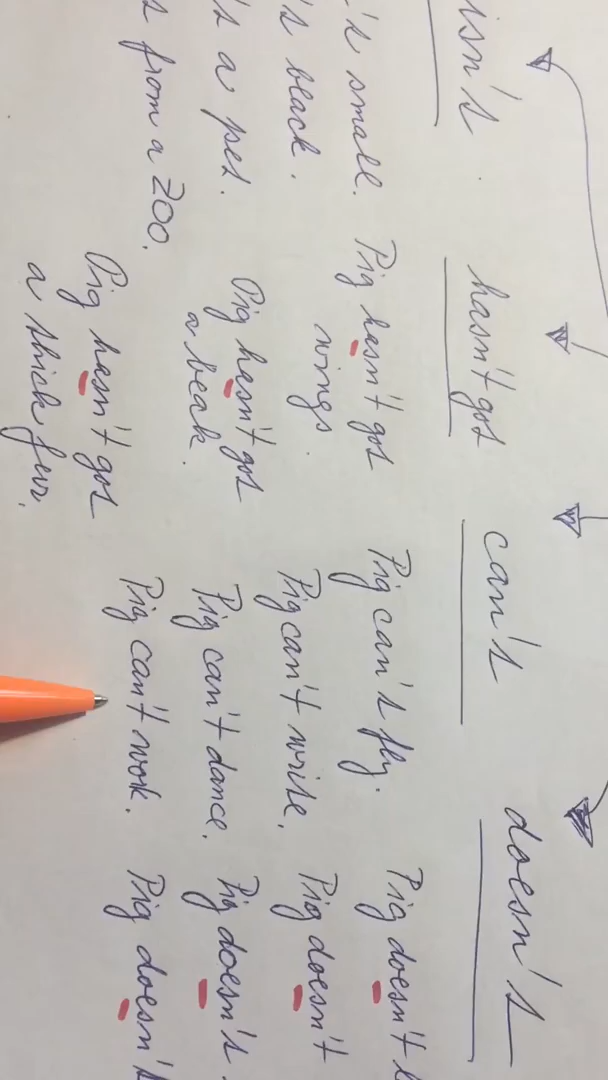 isn't
's small.
's black.
's a pet.
s from a Zoo.
hasn't got
Pig hasn't got
wings.
Pig hasn't got
a beak.
Pig hasn't got
a thick fur.
can't
Pig can't fly.
Pig can't write.
Pig can't dance.
Pig can't work.
doesn't
Pig doesn't
Pig doesn't
Pig doesn't
Pig doesn't